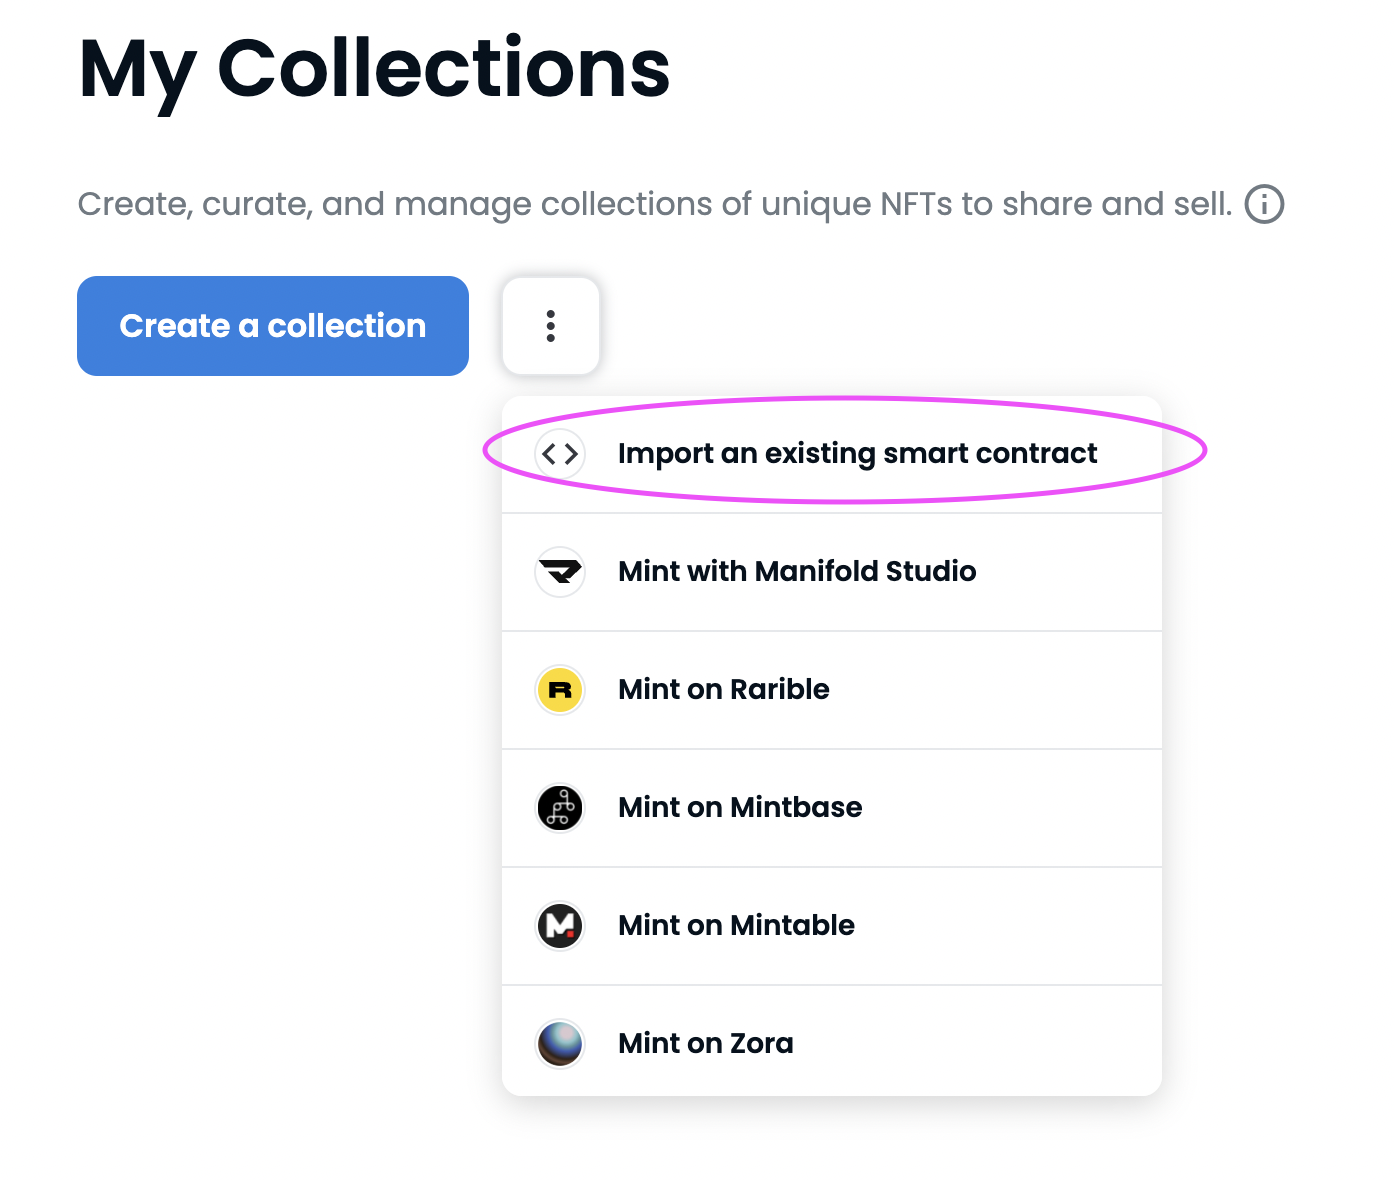 My Collections
Create, curate, and manage collections of unique NFTs to share and sell.
Create a collection
Import an existing smart contract
Mint with Manifold Studio
R
Mint on Rarible
Mint on Mintbase
M
Mint on Mintable
Mint on Zora